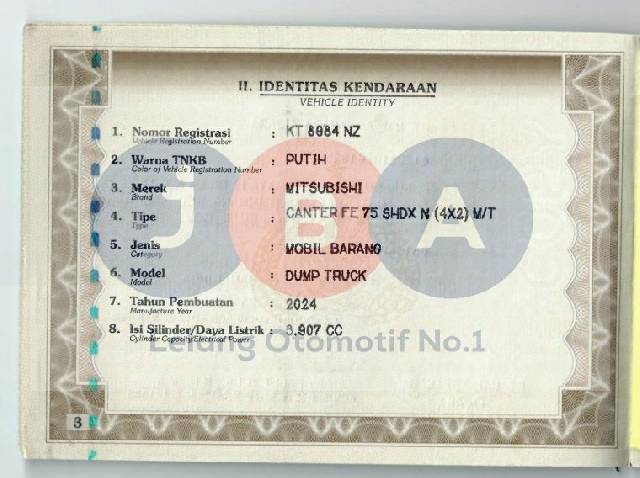 II. IDENTITAS KENDARAAN
VEHICLE IDENTITY
1. Nomor Registrasi : KT 8984 NZ
Vehicle Registration Number
2. Warna TNKB : PUTIH
Color of Vehicle Registration Number
3. Merek : MITSUBISHI
Brand
4. Tipe : CANTER FE 75 SHDX N (4X2) M/T
Type
5. Jenis : MOBIL BARANG
Category
6. Model : DUMP TRUCK
Model
7. Tahun Pembuatan : 2024
Manufacture Year
8. Isi Silinder/Daya Listrik : 3.907 CC
Cylinder Capacity/Electrical Power
JBA
Lelang Otomotif No.1
3